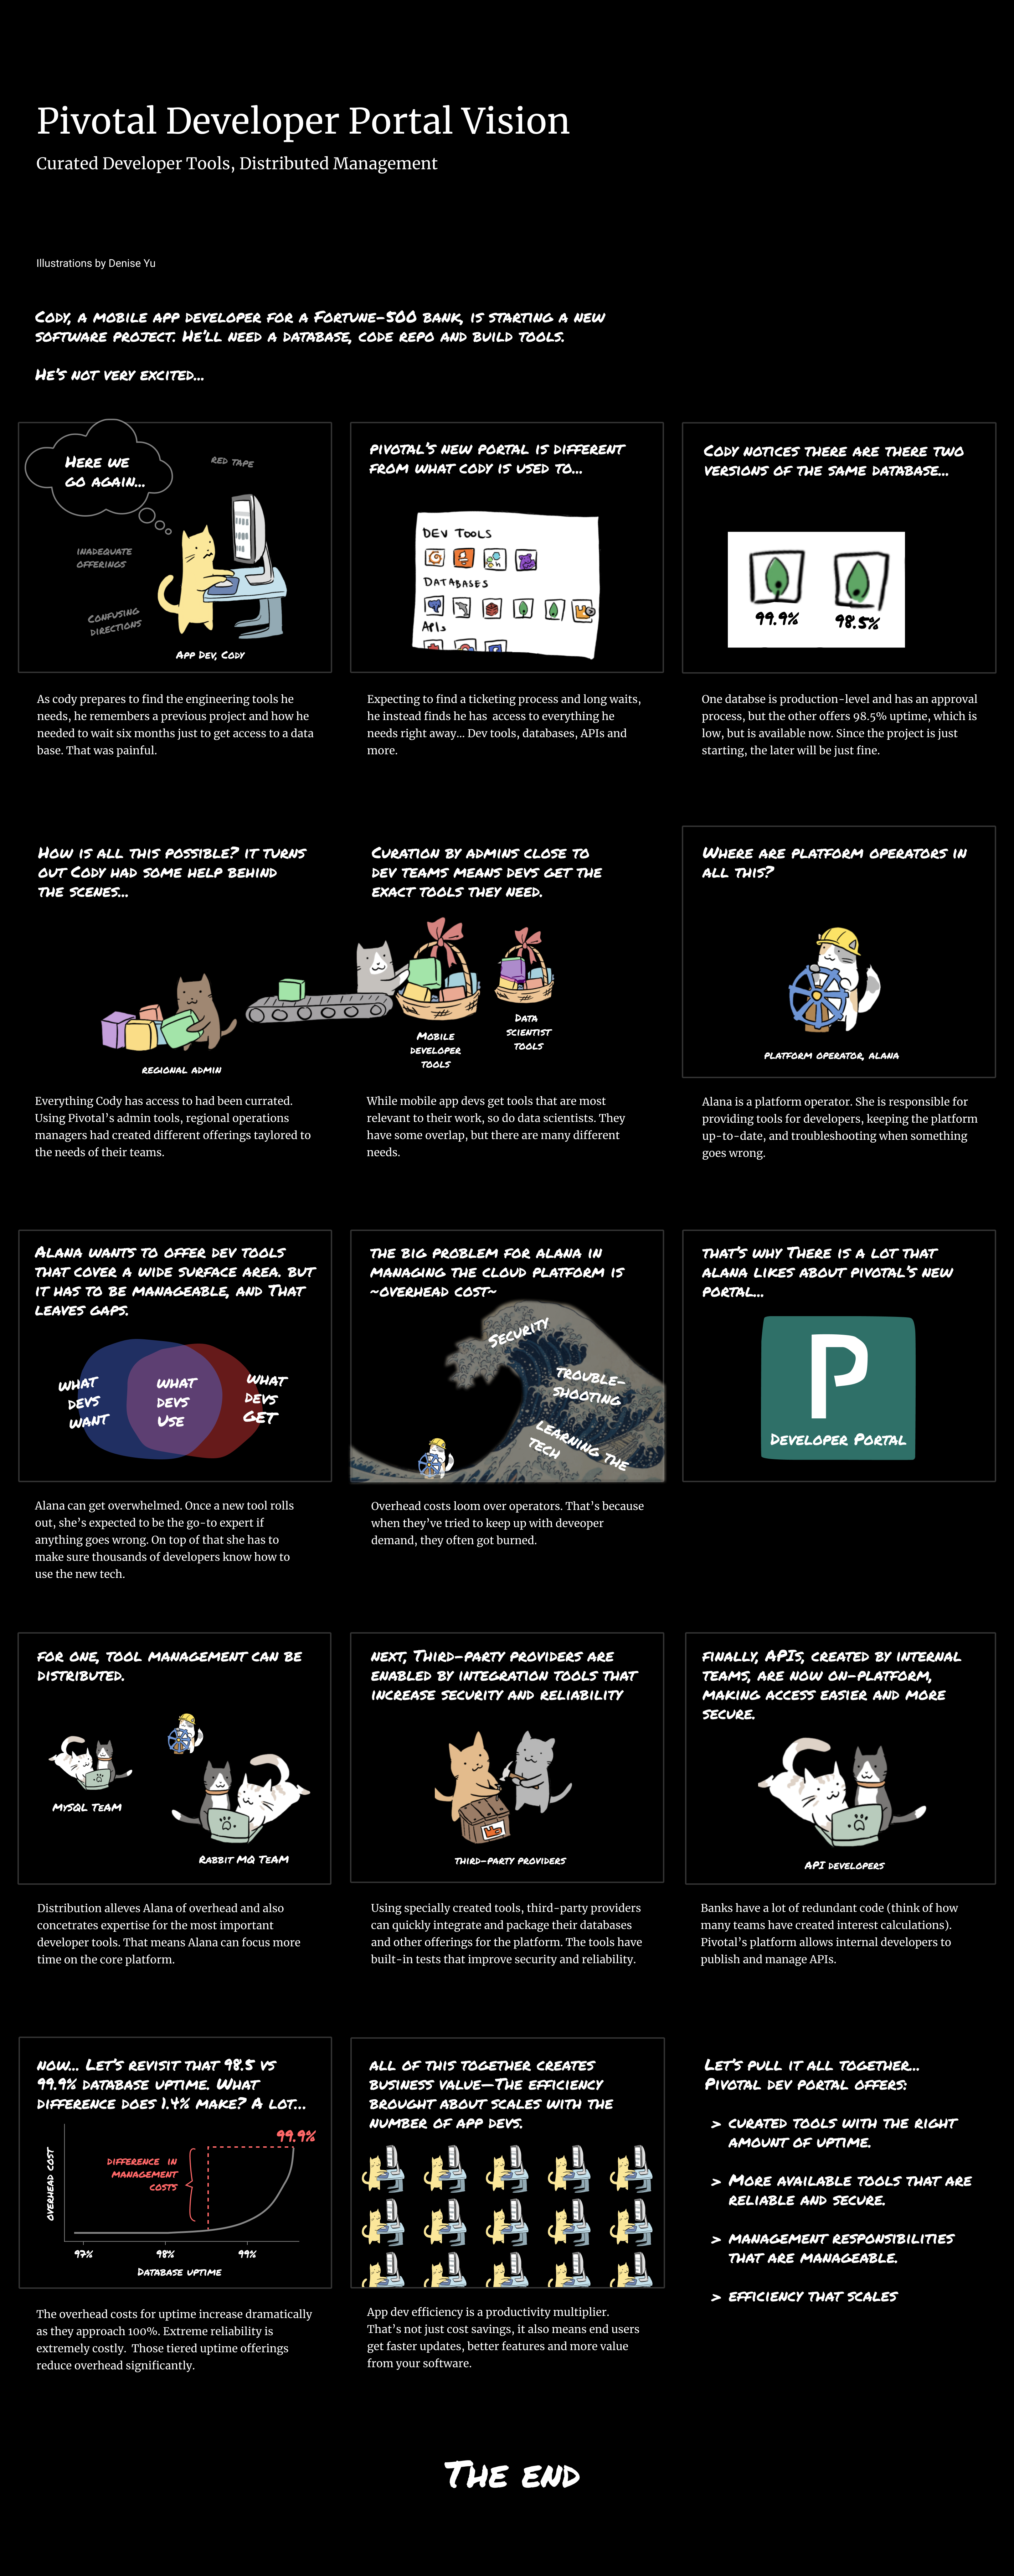 Pivotal Developer Portal Vision
Curated Developer Tools, Distributed Management
Illustrations by Denise Yu
Cody, a mobile app developer for a Fortune-500 bank, is starting a new
software project. He'll need a database, code repo and build tools.
He's not very excited...
Here we
go again...
Red tape
Inadequate
offerings
Confusing
directions
App Dev, Cody
As cody prepares to find the engineering tools he
needs, he remembers a previous project and how he
needed to wait six months just to get access to a data
base. That was painful.
Pivotal's new portal is different
from what Cody is used to...
Dev Tools
Databases
APIs
Expecting to find a ticketing process and long waits,
he instead finds he has  access to everything he
needs right away... Dev tools, databases, APIs and
more.
Cody notices there are there two
versions of the same database...
99.9%
98.5%
One databse is production-level and has an approval
process, but the other offers 98.5% uptime, which is
low, but is available now. Since the project is just
starting, the later will be just fine.
How is all this possible? it turns
out Cody had some help behind
the scenes...
regional admin
Everything Cody has access to had been currated.
Using Pivotal's admin tools, regional operations
managers had created different offerings taylored to
the needs of their teams.
Curation by admins close to
dev teams means devs get the
exact tools they need.
Mobile
developer
tools
Data
scientist
tools
While mobile app devs get tools that are most
relevant to their work, so do data scientists. They
have some overlap, but there are many different
needs.
Where are platform operators in
all this?
platform operator, alana
Alana is a platform operator. She is responsible for
providing tools for developers, keeping the platform
up-to-date, and troubleshooting when something
goes wrong.
Alana wants to offer dev tools
that cover a wide surface area. but
it has to be manageable, and That
leaves gaps.
what
devs
want
what
devs
Use
what
devs
Get
Alana can get overwhelmed. Once a new tool rolls
out, she's expected to be the go-to expert if
anything goes wrong. On top of that she has to
make sure thousands of developers know how to
use the new tech.
the big problem for alana in
managing the cloud platform is
~overhead cost~
Security
Trouble-
shooting
Learning the
tech
Overhead costs loom over operators. That's because
when they've tried to keep up with deveoper
demand, they often got burned.
that's why There is a lot that
alana likes about pivotal's new
portal...
P
Developer Portal
for one, tool management can be
distributed.
MySQL team
Rabbit MQ Team
Distribution alleves Alana of overhead and also
concetrates expertise for the most important
developer tools. That means Alana can focus more
time on the core platform.
next, Third-party providers are
enabled by integration tools that
increase security and reliability
third-party providers
Using specially created tools, third-party providers
can quickly integrate and package their databases
and other offerings for the platform. The tools have
built-in tests that improve security and reliability.
finally, APIs, created by internal
teams, are now on-platform,
making access easier and more
secure.
API developers
Banks have a lot of redundant code (think of how
many teams have created interest calculations).
Pivotal's platform allows internal developers to
publish and manage APIs.
now... Let's revisit that 98.5 vs
99.9% database uptime. What
difference does 1.4% make? A lot...
99.9%
difference in
management
costs
overhead cost
97%
98%
99%
Database uptime
The overhead costs for uptime increase dramatically
as they approach 100%. Extreme reliability is
extremely costly.  Those tiered uptime offerings
reduce overhead significantly.
all of this together creates
business value—The efficiency
brought about scales with the
number of app devs.
App dev efficiency is a productivity multiplier.
That's not just cost savings, it also means end users
get faster updates, better features and more value
from your software.
Let's pull it all together...
Pivotal dev portal offers:
> curated tools with the right
amount of uptime.
> More available tools that are
reliable and secure.
> management responsibilities
that are manageable.
> efficiency that scales
The end